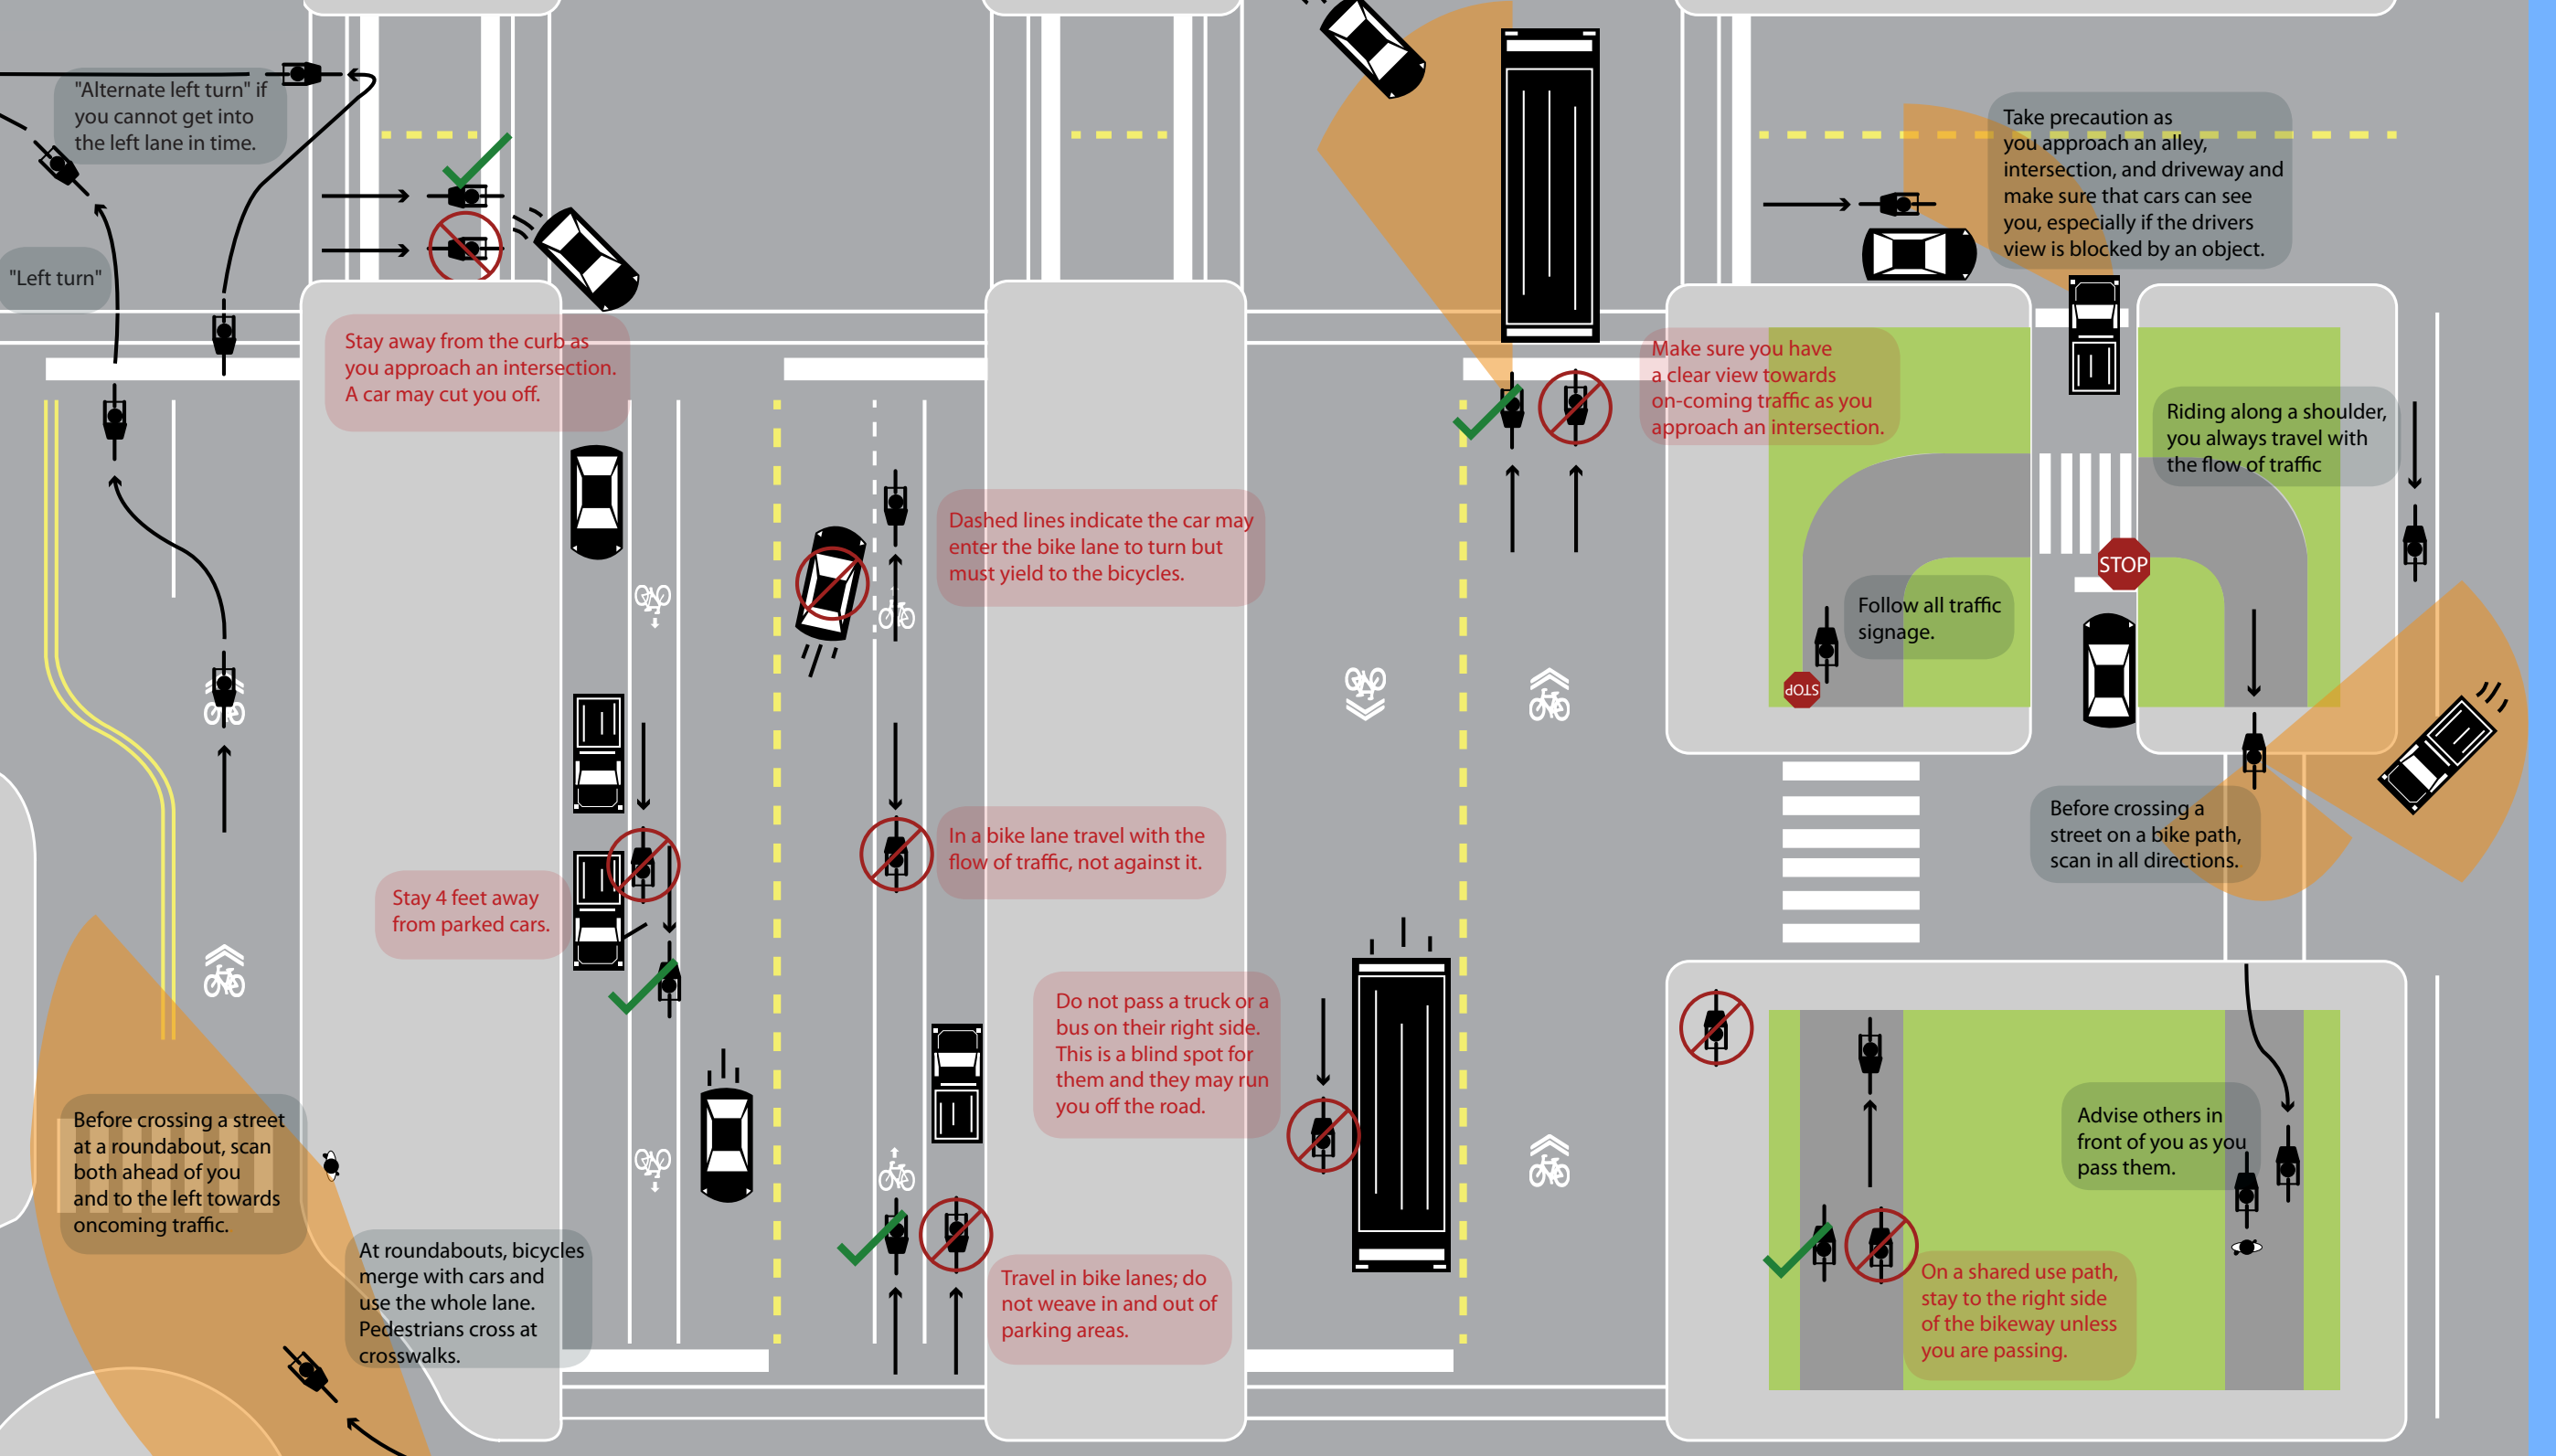 "Alternate left turn" if
you cannot get into
the left lane in time.
"Left turn"
Stay away from the curb as
you approach an intersection.
A car may cut you off.
Dashed lines indicate the car may
enter the bike lane to turn but
must yield to the bicycles.
Make sure you have
a clear view towards
on-coming traffic as you
approach an intersection.
Take precaution as
you approach an alley,
intersection, and driveway and
make sure that cars can see
you, especially if the drivers
view is blocked by an object.
Riding along a shoulder,
you always travel with
the flow of traffic
STOP
Follow all traffic
signage.
STOP
Before crossing a
street on a bike path,
scan in all directions.
In a bike lane travel with the
flow of traffic, not against it.
Stay 4 feet away
from parked cars.
Do not pass a truck or a
bus on their right side.
This is a blind spot for
them and they may run
you off the road.
Before crossing a street
at a roundabout, scan
both ahead of you
and to the left towards
oncoming traffic.
At roundabouts, bicycles
merge with cars and
use the whole lane.
Pedestrians cross at
crosswalks.
Travel in bike lanes; do
not weave in and out of
parking areas.
Advise others in
front of you as you
pass them.
On a shared use path,
stay to the right side
of the bikeway unless
you are passing.